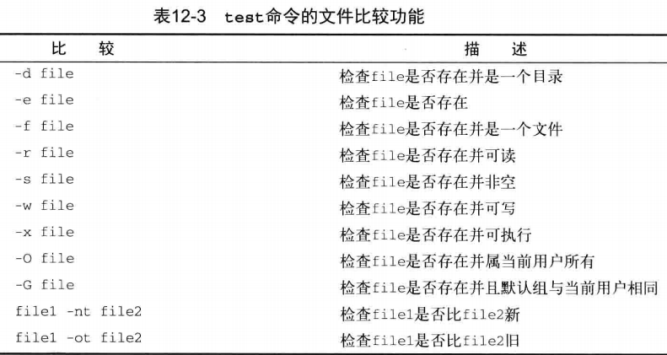 表12-3 test命令的文件比较功能
比 较 描 述
-d file 检查file是否存在并是一个目录
-e file 检查file是否存在
-f file 检查file是否存在并是一个文件
-r file 检查file是否存在并可读
-s file 检查file是否存在并非空
-w file 检查file是否存在并可写
-x file 检查file是否存在并可执行
-O file 检查file是否存在并属当前用户所有
-G file 检查file是否存在并且默认组与当前用户相同
file1 -nt file2 检查file1是否比file2新
file1 -ot file2 检查file1是否比file2旧